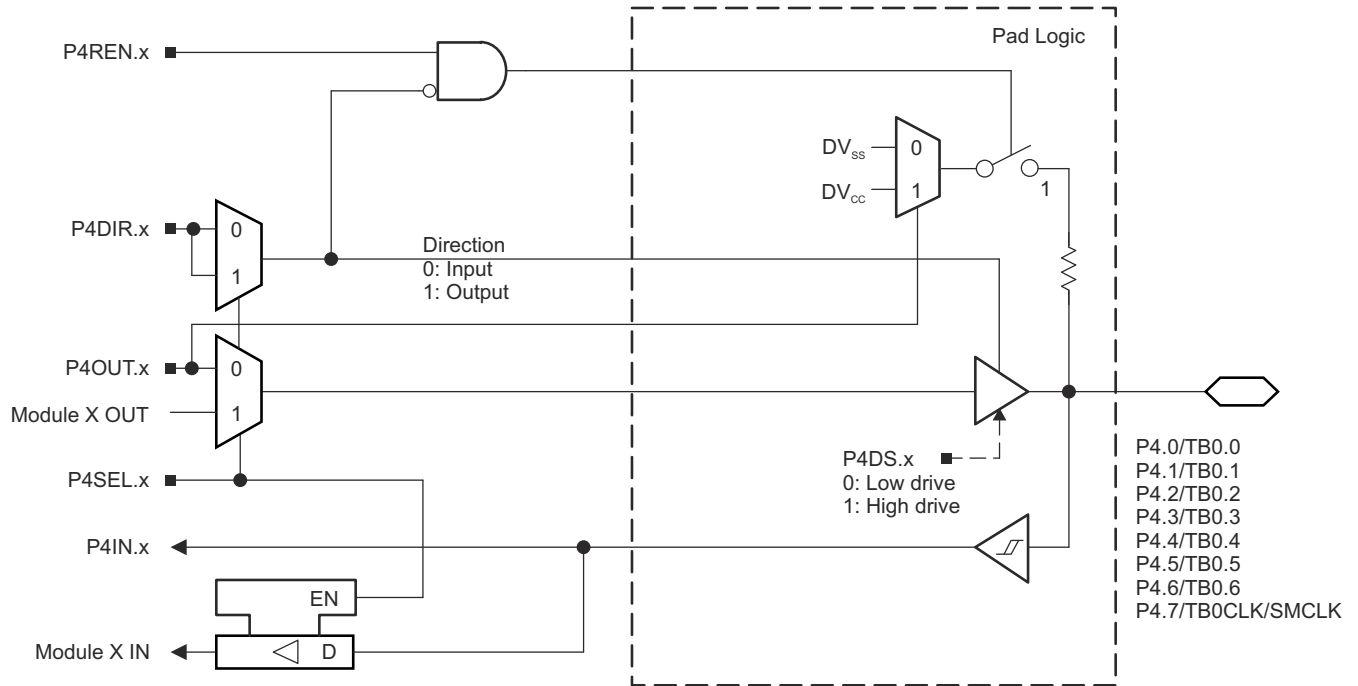 Pad Logic
P4REN.x
DVSS
0
DVCC
1
1
P4DIR.x
0
1
Direction
0: Input
1: Output
P4OUT.x
0
Module X OUT
1
P4SEL.x
P4DS.x
0: Low drive
1: High drive
P4.0/TB0.0
P4.1/TB0.1
P4.2/TB0.2
P4.3/TB0.3
P4.4/TB0.4
P4.5/TB0.5
P4.6/TB0.6
P4.7/TB0CLK/SMCLK
P4IN.x
EN
Module X IN
D